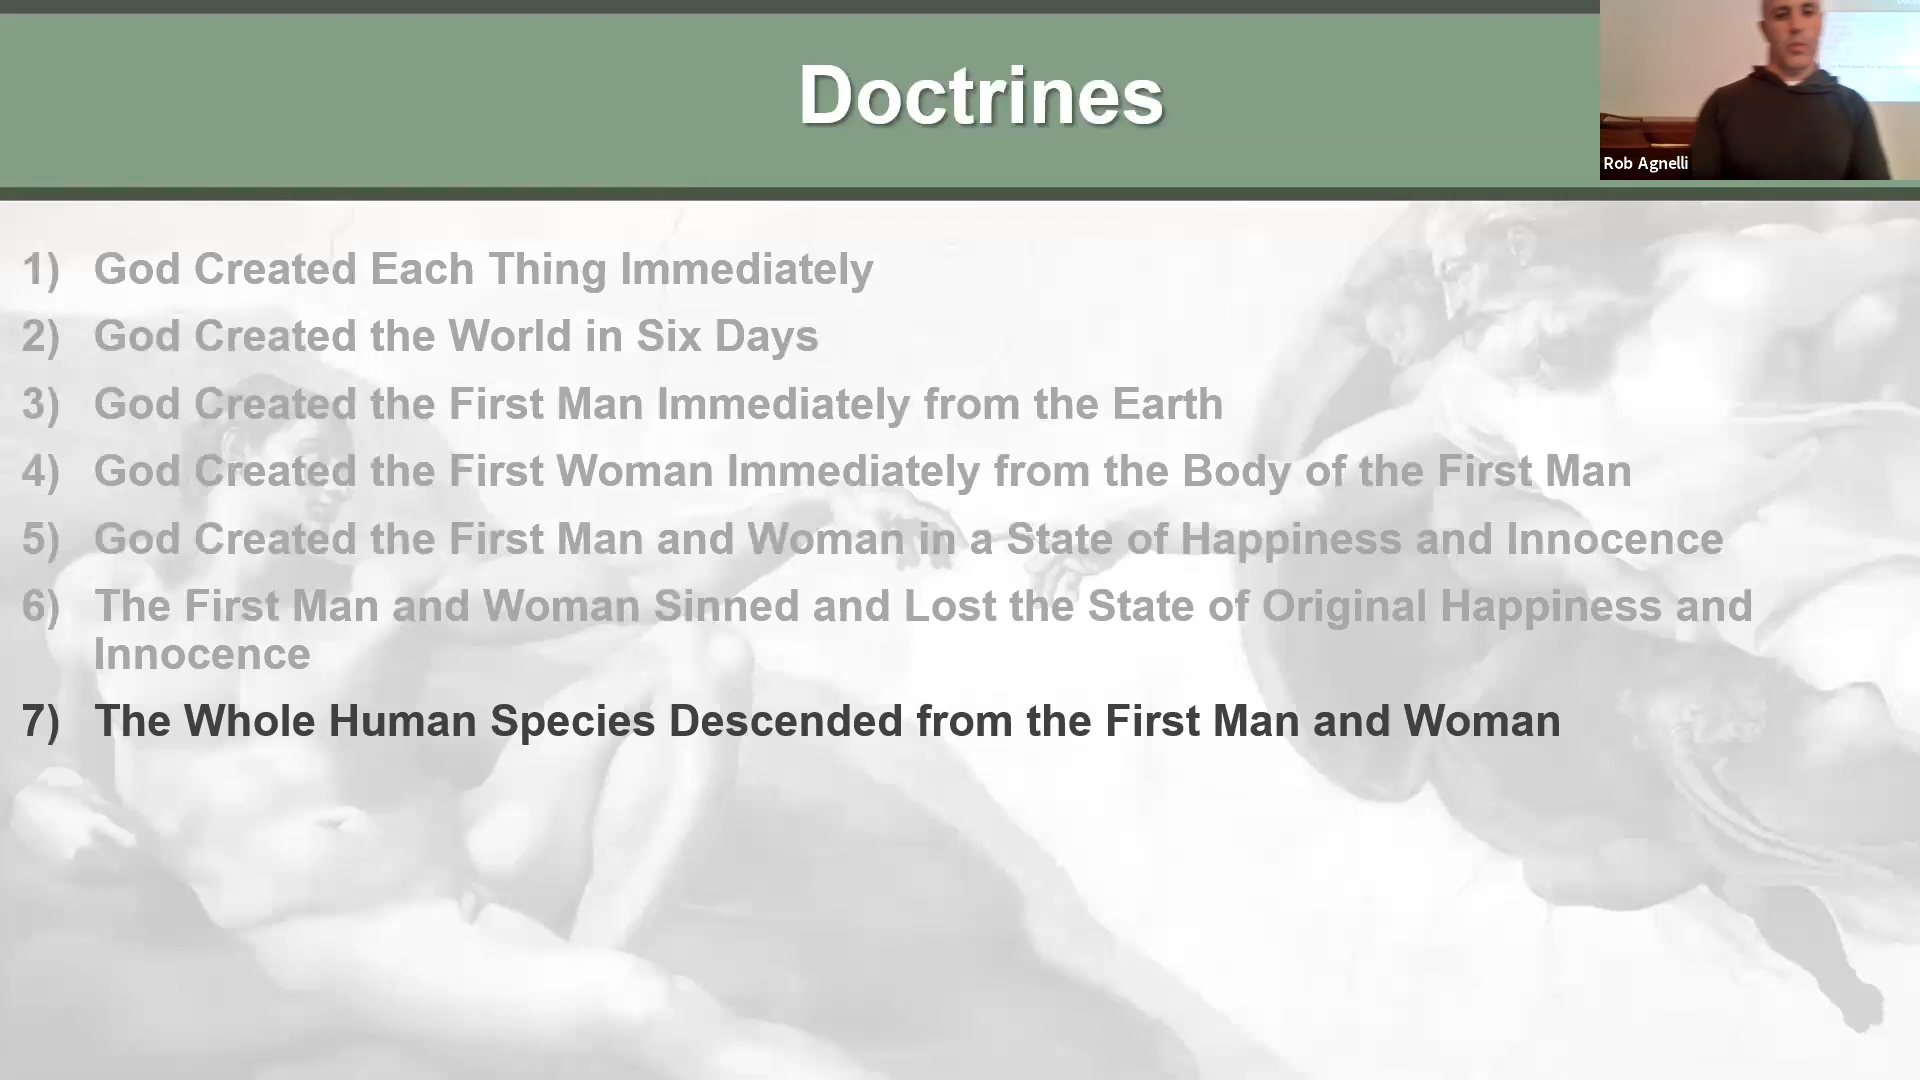 Doctrines
Rob Agnelli
1) God Created Each Thing Immediately
2) God Created the World in Six Days
3) God Created the First Man Immediately from the Earth
4) God Created the First Woman Immediately from the Body of the First Man
5) God Created the First Man and Woman in a State of Happiness and Innocence
6) The First Man and Woman Sinned and Lost the State of Original Happiness and
Innocence
7) The Whole Human Species Descended from the First Man and Woman